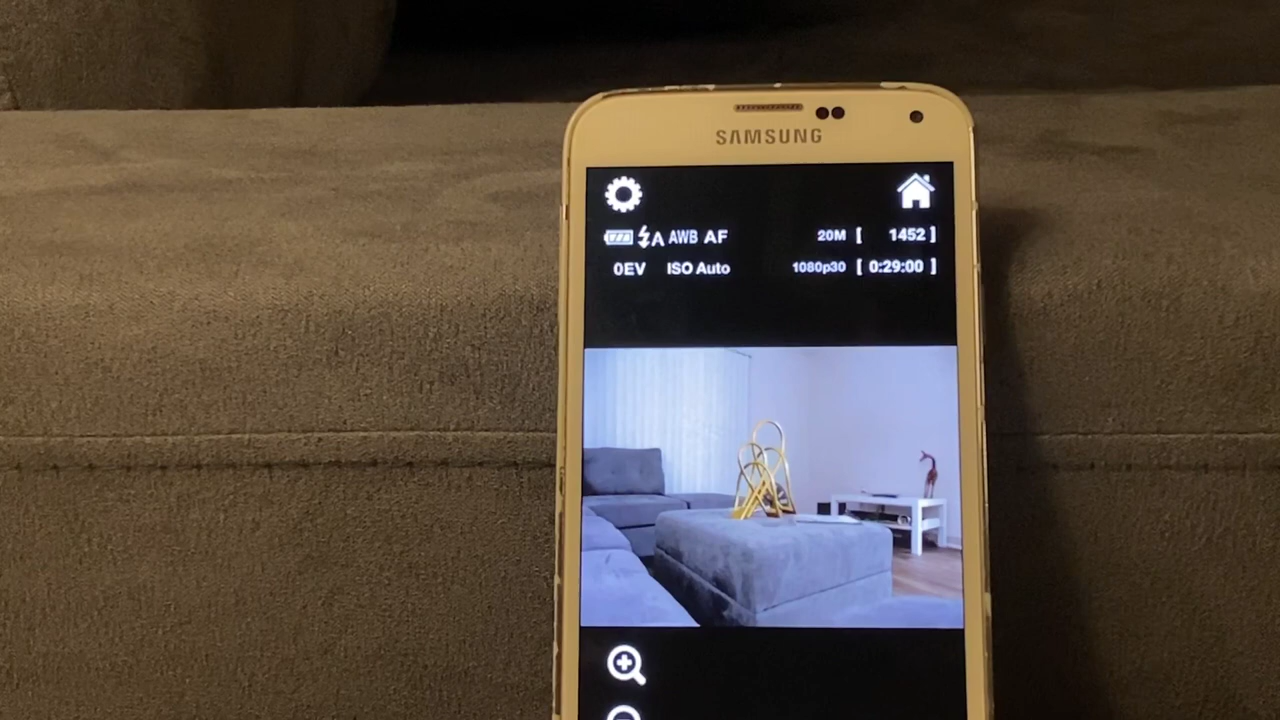 SAMSUNG
A AWB AF 20M [ 1452 ]
0EV ISO Auto 1080p30 [ 0:29:00 ]